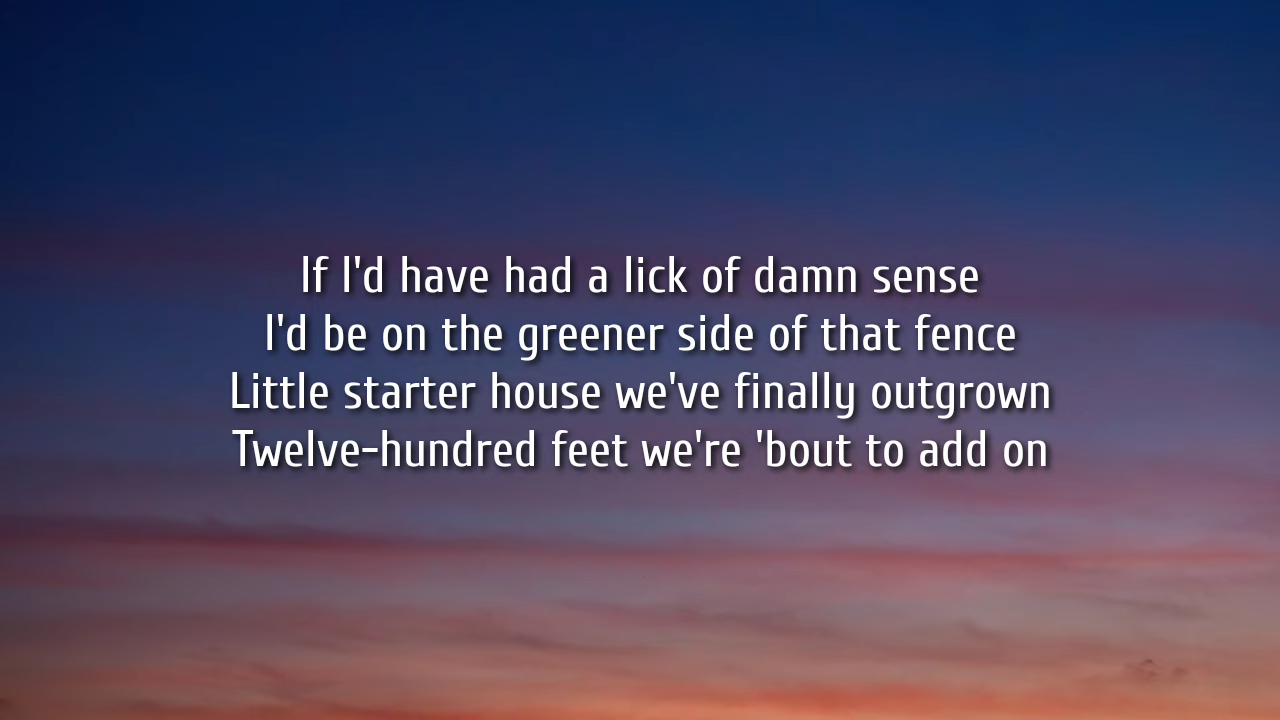 If I'd have had a lick of damn sense
I'd be on the greener side of that fence
Little starter house we've finally outgrown
Twelve-hundred feet we're 'bout to add on